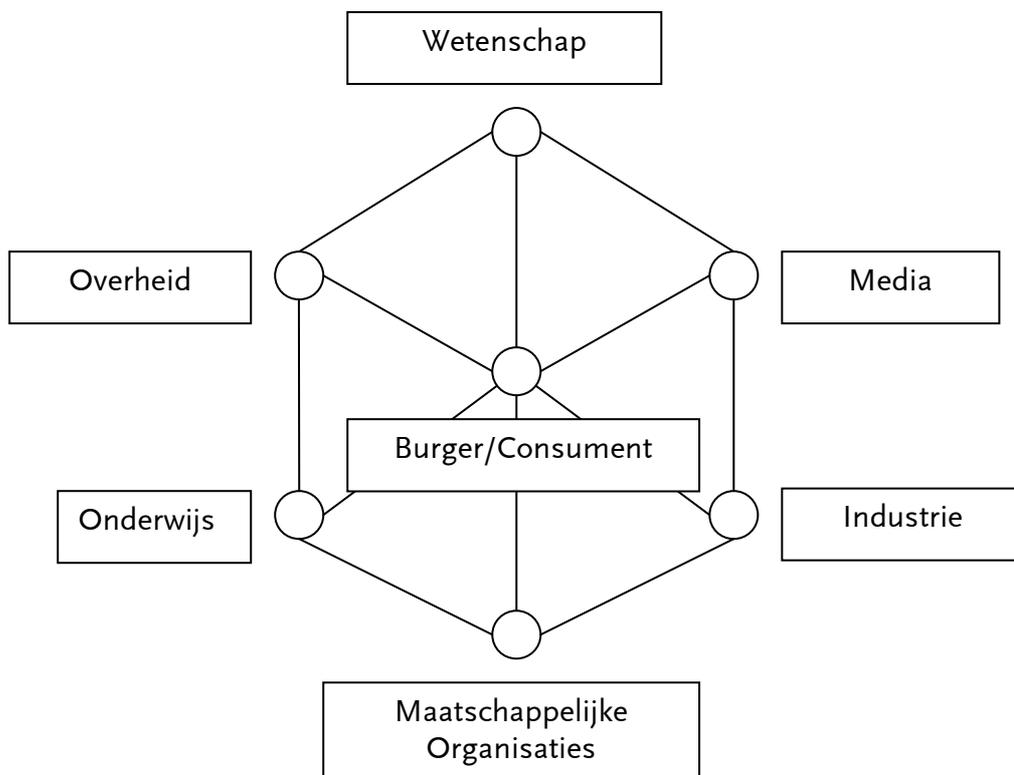 Wetenschap
Overheid
Media
Burger/Consument
Onderwijs
Industrie
Maatschappelijke
Organisaties